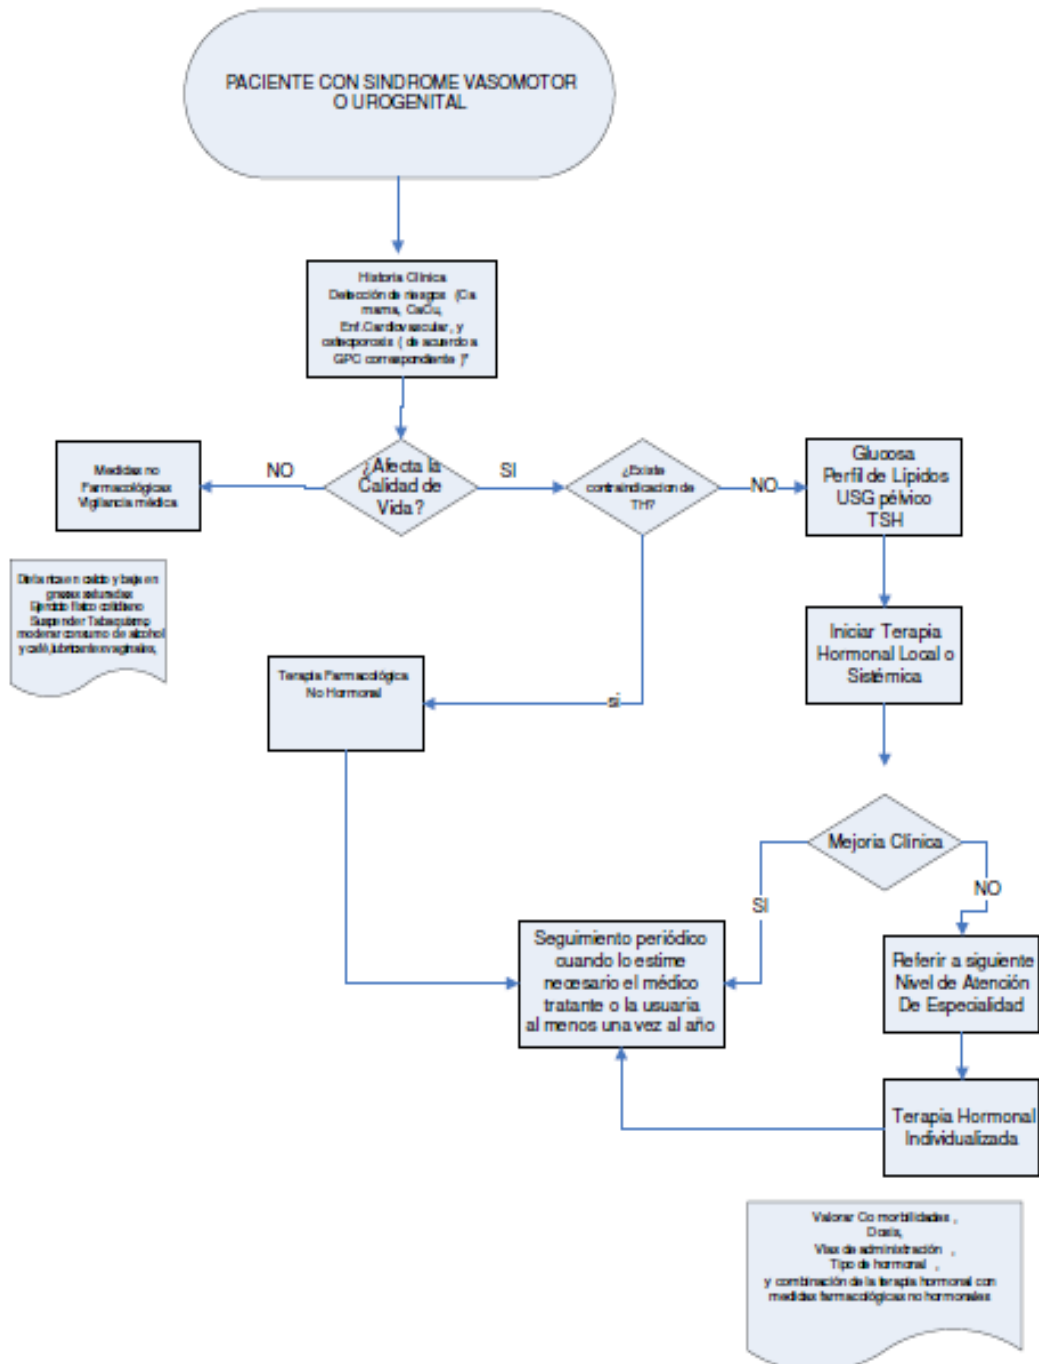 PACIENTE CON SINDROME VASOMOTOR
O UROGENITAL
Historia Clínica
Detección de riesgos (Ca
mama, CaCu,
Enf.Cardiovascular, y
osteoporosis ( de acuerdo a
GPC correspondiente )*
¿Afecta la
Calidad de
Vida?
NO
SI
Medidas no
Farmacológicas
Vigilancia médica
¿Existe
contraindicacion de
TH?
NO
si
Glucosa
Perfil de Lípidos
USG pélvico
TSH
Dieta rica en calcio y baja en
grasas saturadas
Ejercicio físico cotidiano
Suspender Tabaquismo,
moderar consumo de alcohol
y café,lubricantes vaginales,
Iniciar Terapia
Hormonal Local o
Sistémica
Terapia Farmacológica
No Hormonal
Mejoria Clínica
SI
NO
Seguimiento periódico
cuando lo estime
necesario el médico
tratante o la usuaria
al menos una vez al año
Referir a siguiente
Nivel de Atención
De Especialidad
Terapia Hormonal
Individualizada
Valorar Co morbilidades ,
Dosis,
Vías de administración ,
Tipo de hormonal ,
y combinación de la terapia hormonal con
medidas farmacológicas no hormonales